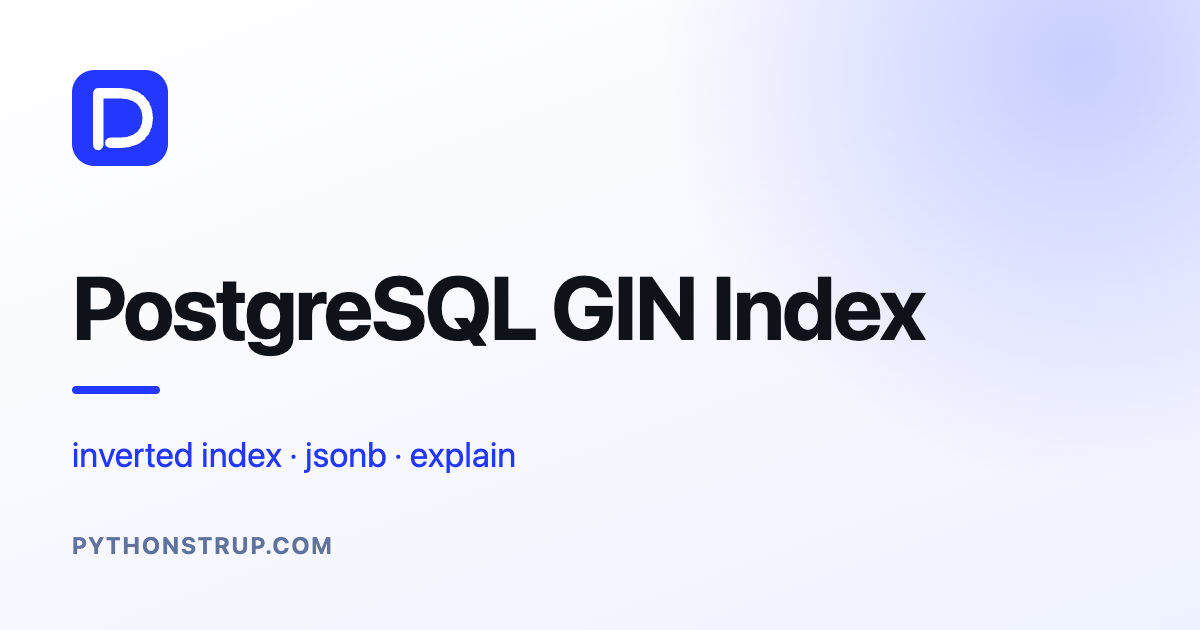 D
PostgreSQL GIN Index
inverted index · jsonb · explain
PYTHONSTRUP.COM